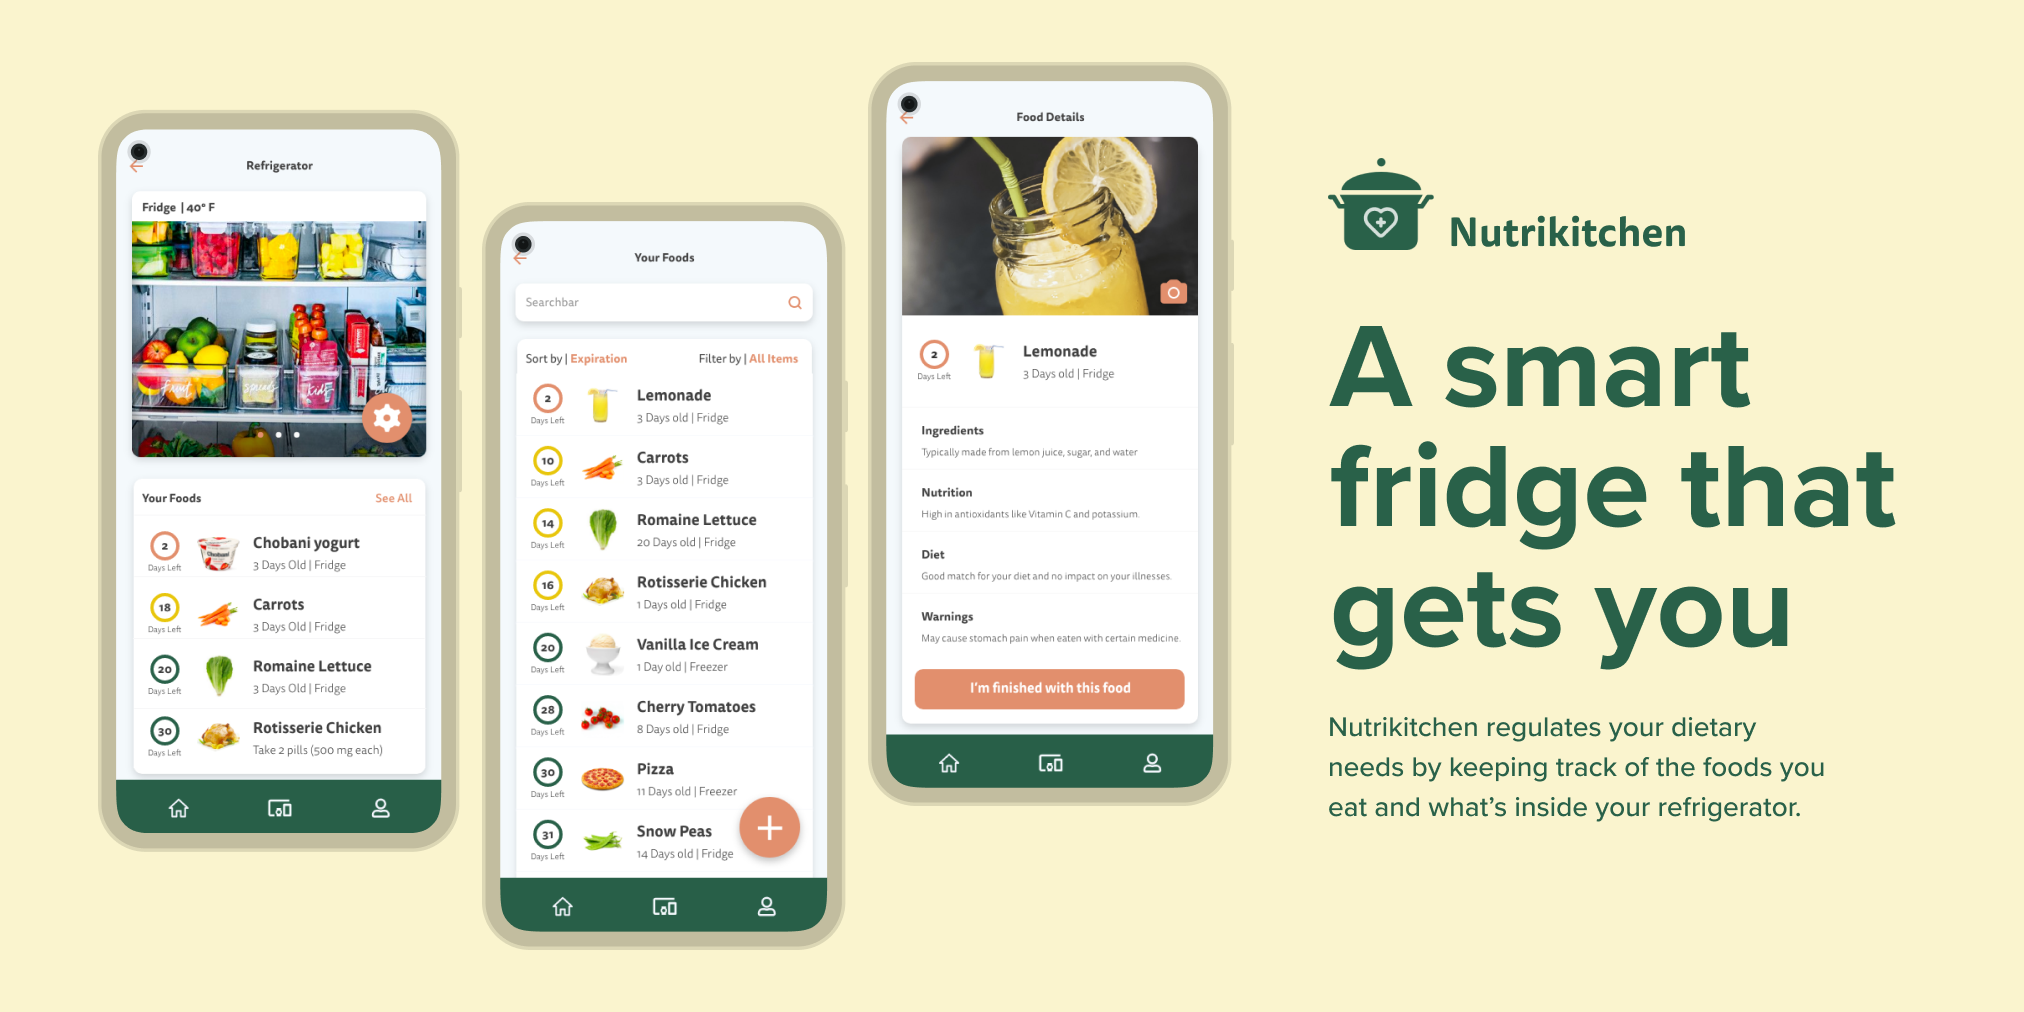 Refrigerator
Fridge | 40° F
fruit
snacks
kids
Your Foods
See All
2
Days Left
Chobani
Chobani yogurt
3 Days Old | Fridge
18
Days Left
Carrots
3 Days Old | Fridge
20
Days Left
Romaine Lettuce
3 Days Old | Fridge
30
Days Left
Rotisserie Chicken
Take 2 pills (500 mg each)
Your Foods
Searchbar
Sort by | Expiration
Filter by | All Items
2
Days Left
Lemonade
3 Days old | Fridge
10
Days Left
Carrots
3 Days old | Fridge
14
Days Left
Romaine Lettuce
20 Days old | Fridge
16
Days Left
Rotisserie Chicken
1 Days old | Fridge
20
Days Left
Vanilla Ice Cream
1 Day old | Freezer
28
Days Left
Cherry Tomatoes
8 Days old | Fridge
30
Days Left
Pizza
11 Days old | Freezer
31
Days Left
Snow Peas
14 Days old | Fridge
Food Details
2
Days Left
Lemonade
3 Days old | Fridge
Ingredients
Typically made from lemon juice, sugar, and water
Nutrition
High in antioxidants like Vitamin C and potassium.
Diet
Good match for your diet and no impact on your illnesses.
Warnings
May cause stomach pain when eaten with certain medicine.
I'm finished with this food
Nutrikitchen
A smart
fridge that
gets you
Nutrikitchen regulates your dietary
needs by keeping track of the foods you
eat and what's inside your refrigerator.